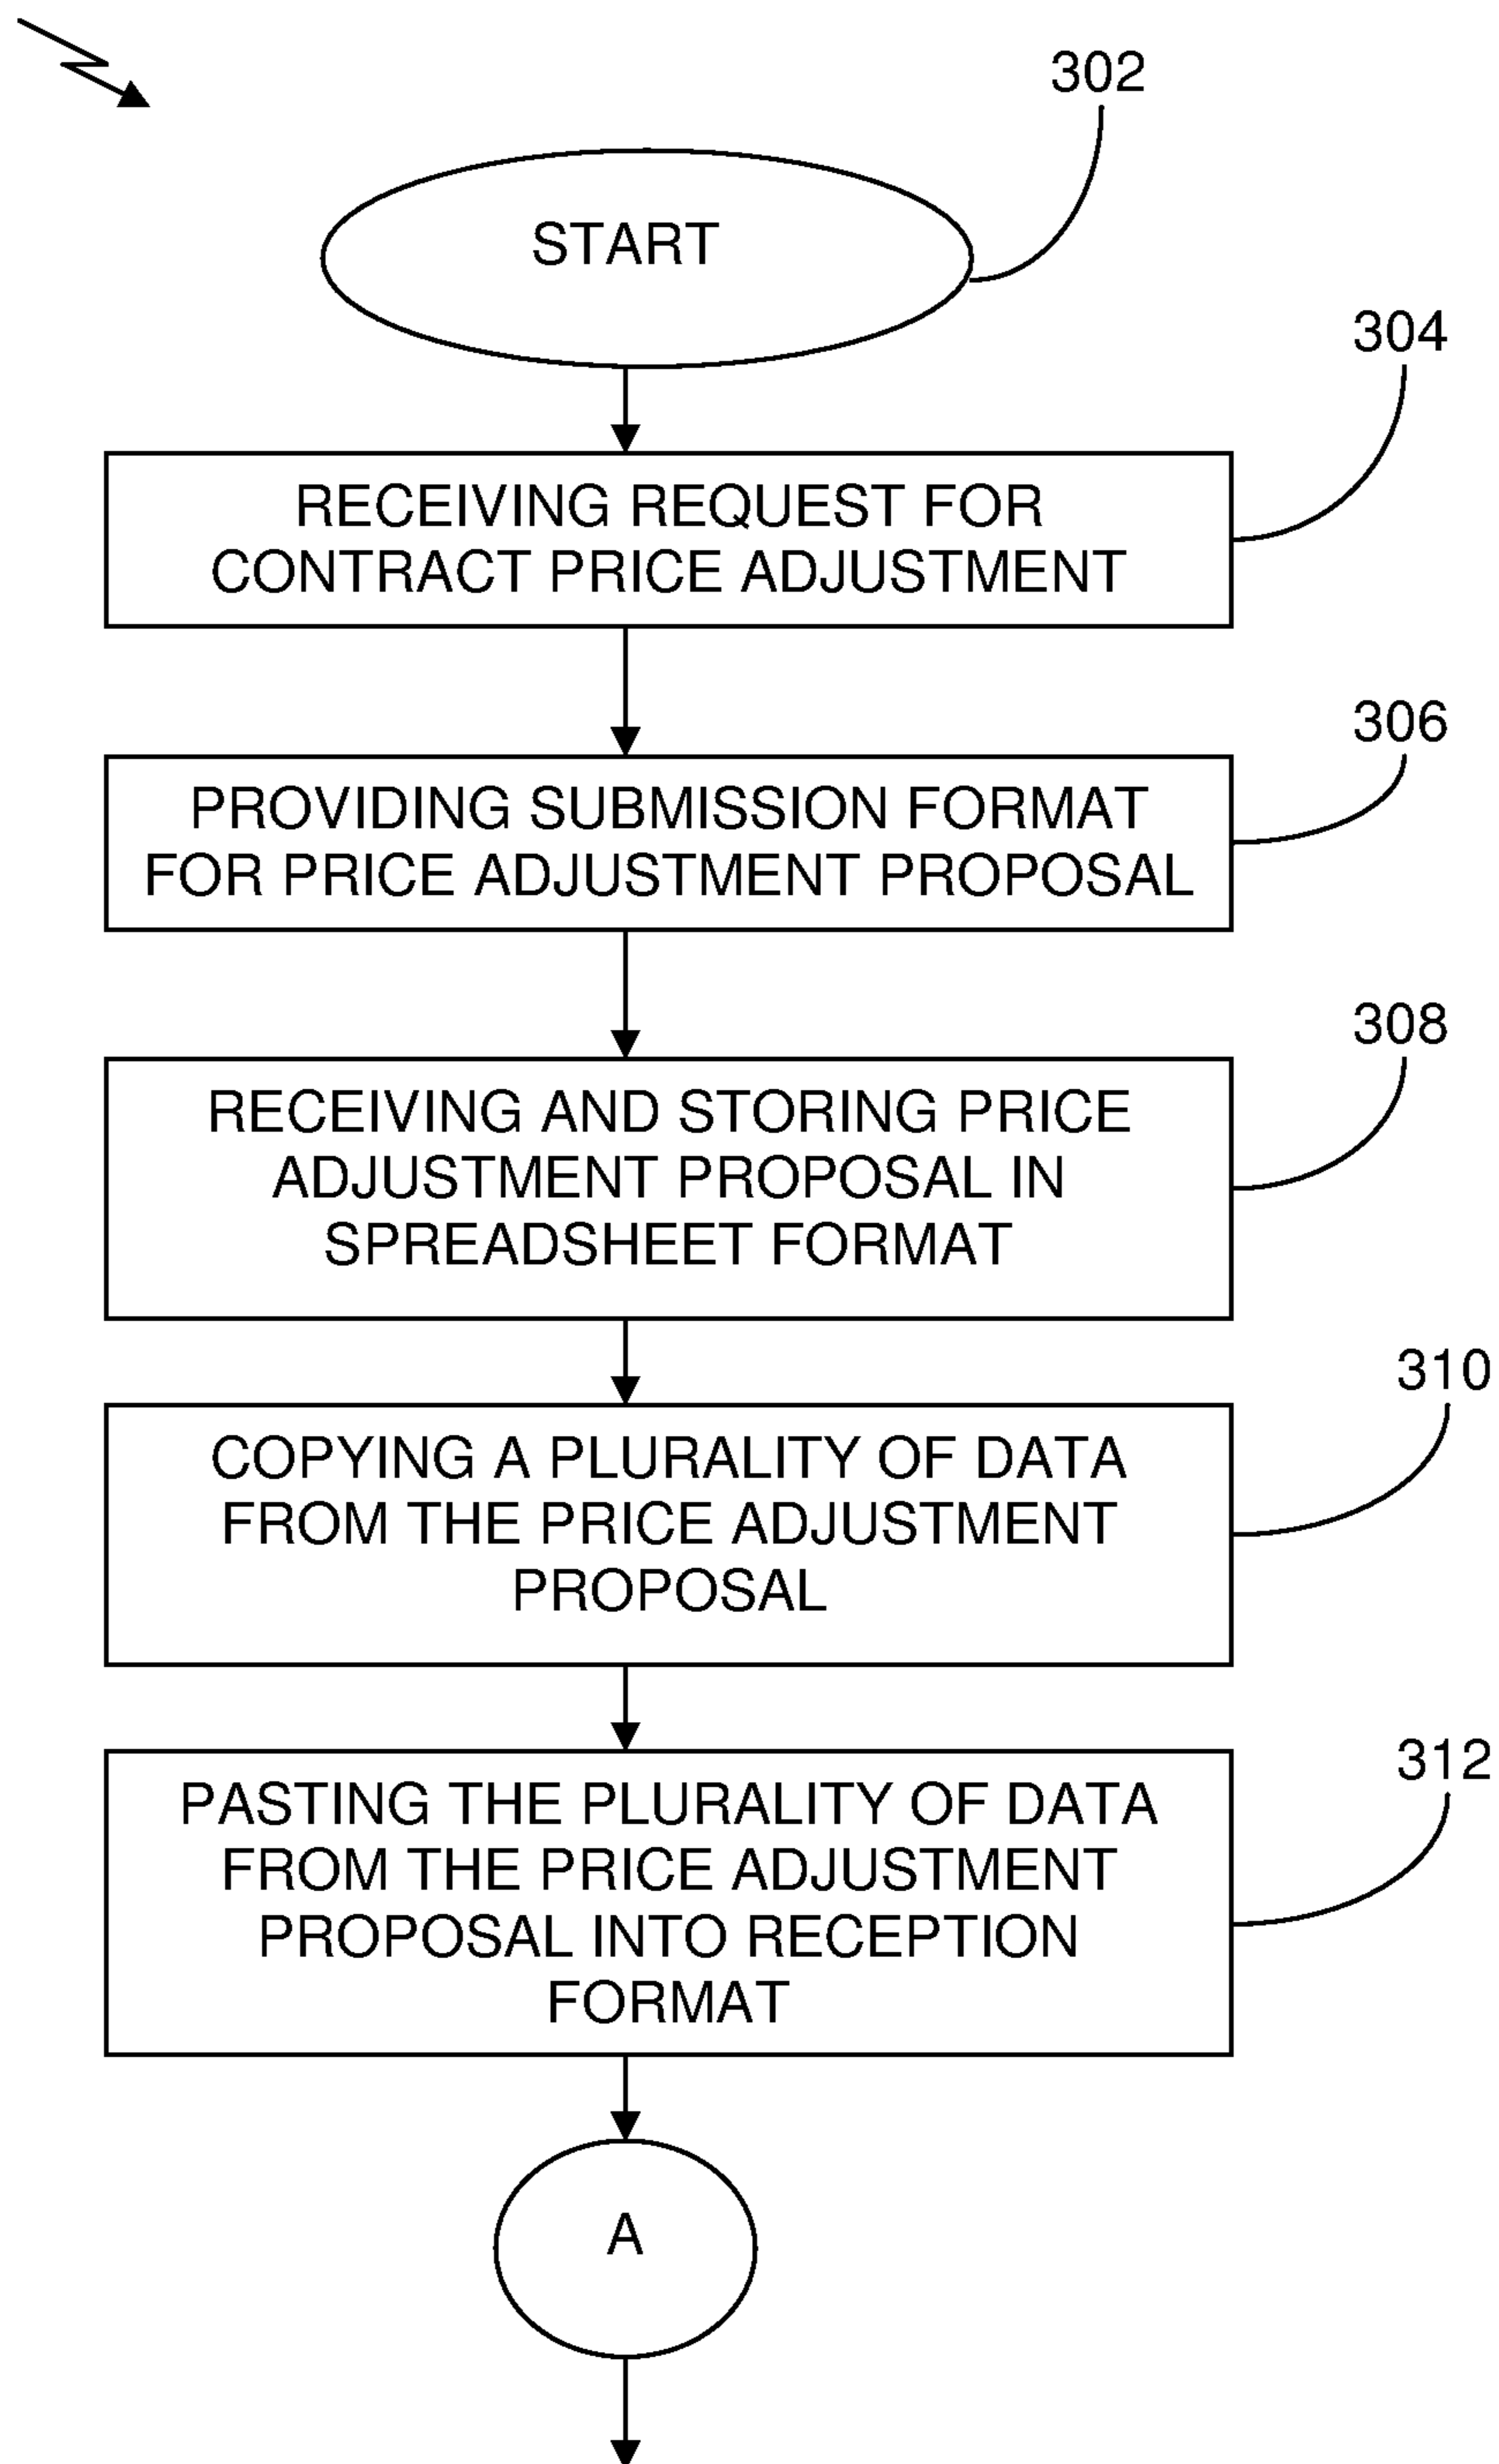 302
START
304
RECEIVING REQUEST FOR
CONTRACT PRICE ADJUSTMENT
306
PROVIDING SUBMISSION FORMAT
FOR PRICE ADJUSTMENT PROPOSAL
308
RECEIVING AND STORING PRICE
ADJUSTMENT PROPOSAL IN
SPREADSHEET FORMAT
310
COPYING A PLURALITY OF DATA
FROM THE PRICE ADJUSTMENT
PROPOSAL
312
PASTING THE PLURALITY OF DATA
FROM THE PRICE ADJUSTMENT
PROPOSAL INTO RECEPTION
FORMAT
A